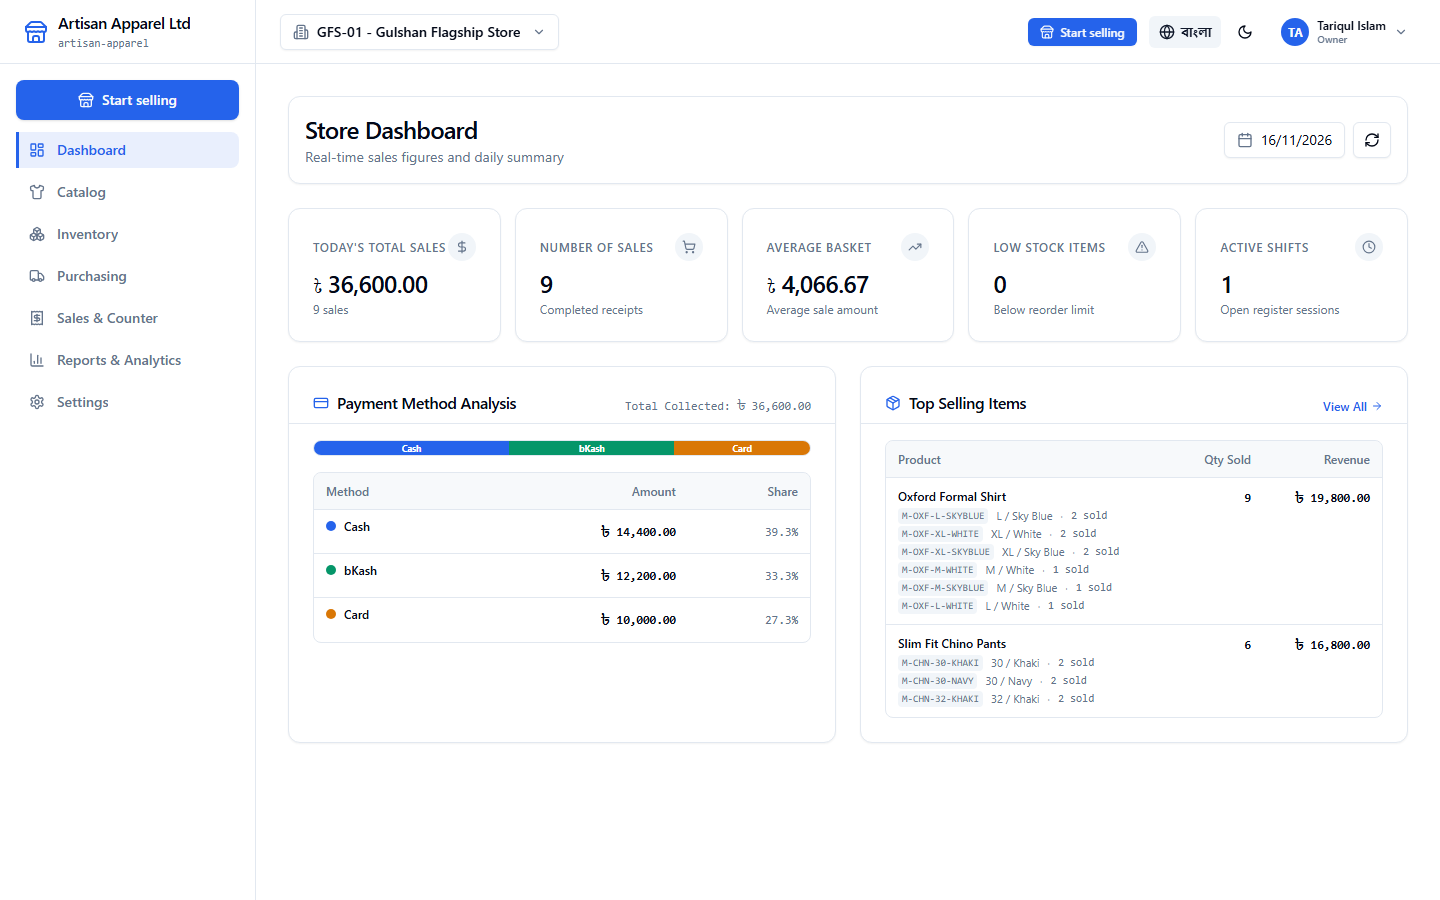 Artisan Apparel Ltd
artisan-apparel
GFS-01 - Gulshan Flagship Store
Start selling
বাংলা
TA
Tariqul Islam
Owner
Start selling
Dashboard
Catalog
Inventory
Purchasing
Sales & Counter
Reports & Analytics
Settings
Store Dashboard
Real-time sales figures and daily summary
16/11/2026
TODAY'S TOTAL SALES
৳ 36,600.00
9 sales
NUMBER OF SALES
9
Completed receipts
AVERAGE BASKET
৳ 4,066.67
Average sale amount
LOW STOCK ITEMS
0
Below reorder limit
ACTIVE SHIFTS
1
Open register sessions
Payment Method Analysis
Total Collected: ৳ 36,600.00
Cash bKash Card
Method Amount Share
Cash ৳ 14,400.00 39.3%
bKash ৳ 12,200.00 33.3%
Card ৳ 10,000.00 27.3%
Top Selling Items
View All
Product Qty Sold Revenue
Oxford Formal Shirt 9 ৳ 19,800.00
M-OXF-L-SKYBLUE L / Sky Blue · 2 sold
M-OXF-XL-WHITE XL / White · 2 sold
M-OXF-XL-SKYBLUE XL / Sky Blue · 2 sold
M-OXF-M-WHITE M / White · 1 sold
M-OXF-M-SKYBLUE M / Sky Blue · 1 sold
M-OXF-L-WHITE L / White · 1 sold
Slim Fit Chino Pants 6 ৳ 16,800.00
M-CHN-30-KHAKI 30 / Khaki · 2 sold
M-CHN-30-NAVY 30 / Navy · 2 sold
M-CHN-32-KHAKI 32 / Khaki · 2 sold